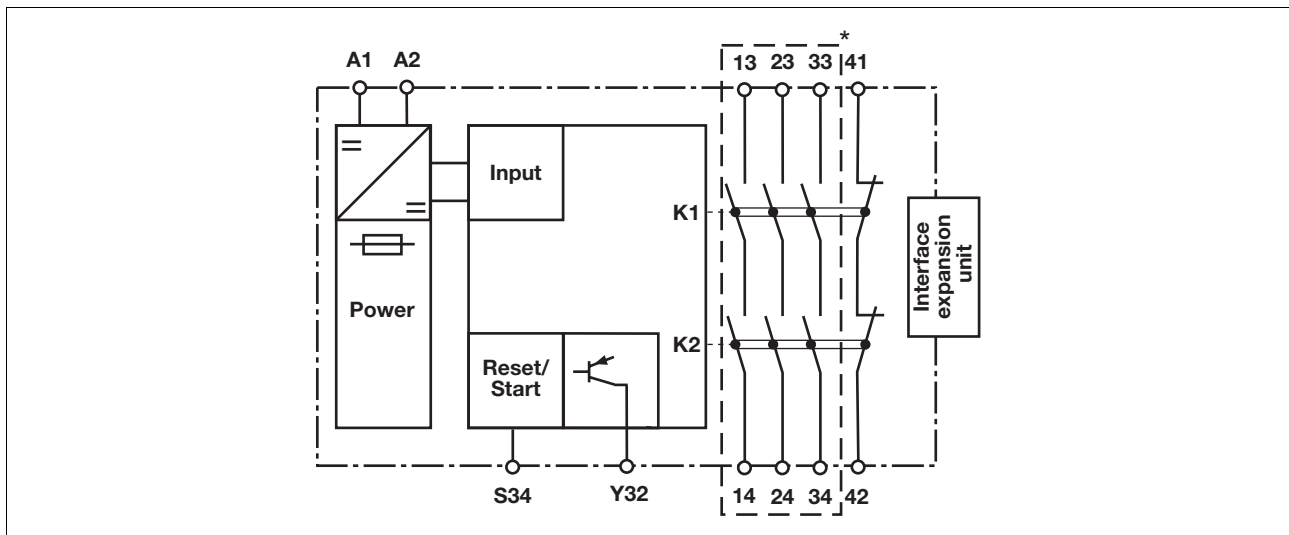 A1 A2
13 23 33 * 41
Input
K1
Interface
expansion
unit
Power
K2
Reset/
Start
S34 Y32
14 24 34 42